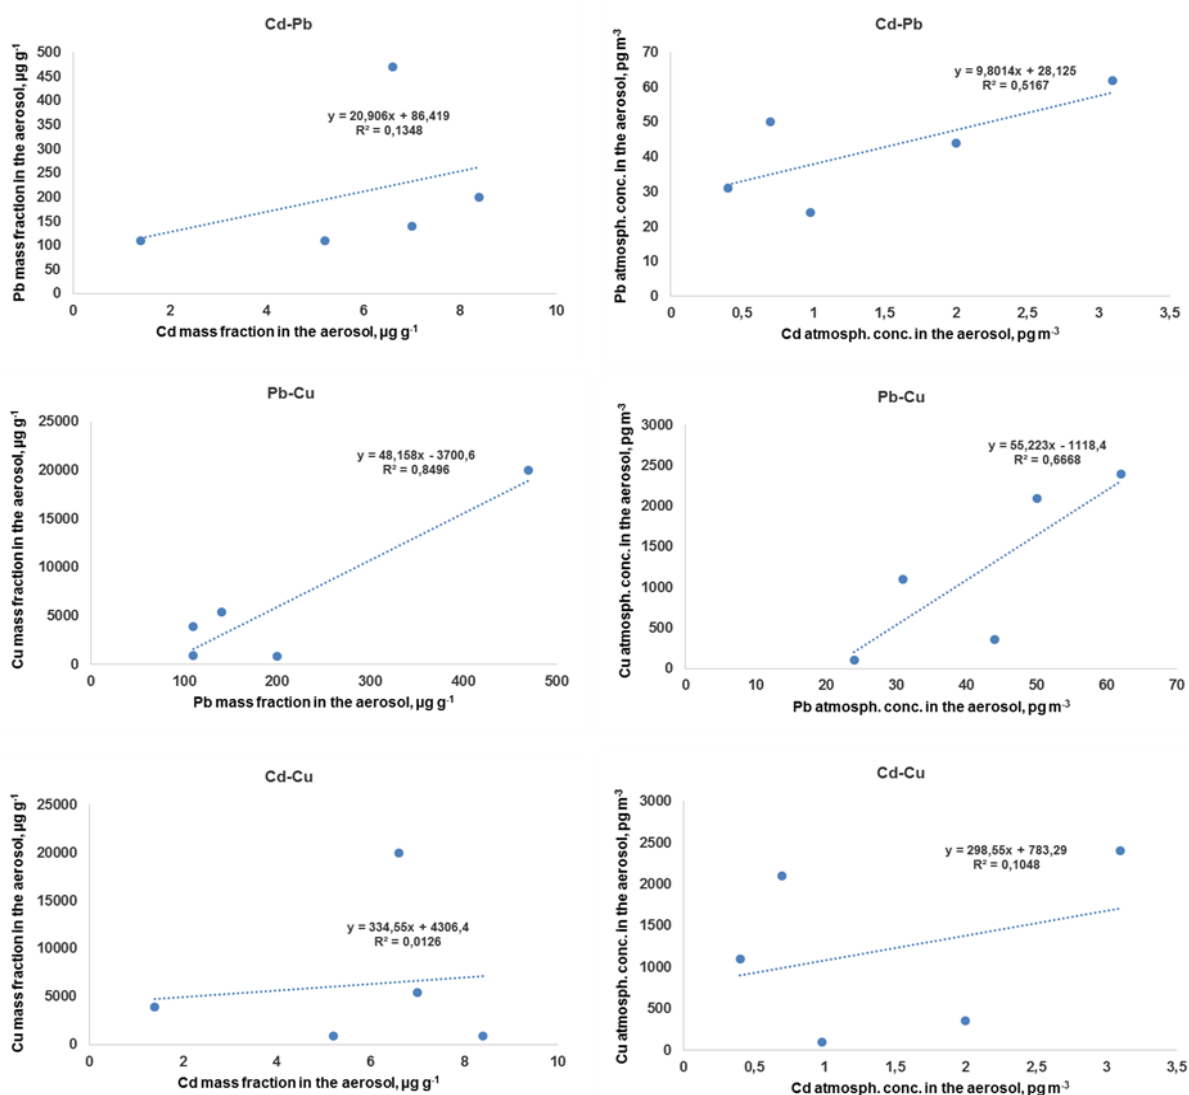 Cd-Pb
Pb mass fraction in the aerosol, µg g-1
500
450
400
350
300
250
200
150
100
50
0
y = 20,906x + 86,419
R² = 0,1348
0 2 4 6 8 10
Cd mass fraction in the aerosol, µg g-1
Cd-Pb
Pb atmosph. conc. in the aerosol, pg m-3
70
60
50
40
30
20
10
0
y = 9,8014x + 28,125
R² = 0,5167
0 0,5 1 1,5 2 2,5 3 3,5
Cd atmosph. conc. in the aerosol, pg m-3
Pb-Cu
Cu mass fraction in the aerosol, µg g-1
25000
20000
15000
10000
5000
0
y = 48,158x - 3700,6
R² = 0,8496
0 100 200 300 400 500
Pb mass fraction in the aerosol, µg g-1
Pb-Cu
Cu atmosph. conc. in the aerosol, pg m-3
3000
2500
2000
1500
1000
500
0
y = 55,223x - 1118,4
R² = 0,6668
0 10 20 30 40 50 60 70
Pb atmosph. conc. in the aerosol, pg m-3
Cd-Cu
Cu mass fraction in the aerosol, µg g-1
25000
20000
15000
10000
5000
0
y = 334,55x + 4306,4
R² = 0,0126
0 2 4 6 8 10
Cd mass fraction in the aerosol, µg g-1
Cd-Cu
Cu atmosph. conc. in the aerosol, pg m-3
3000
2500
2000
1500
1000
500
0
y = 298,55x + 783,29
R² = 0,1048
0 0,5 1 1,5 2 2,5 3 3,5
Cd atmosph. conc. in the aerosol, pg m-3